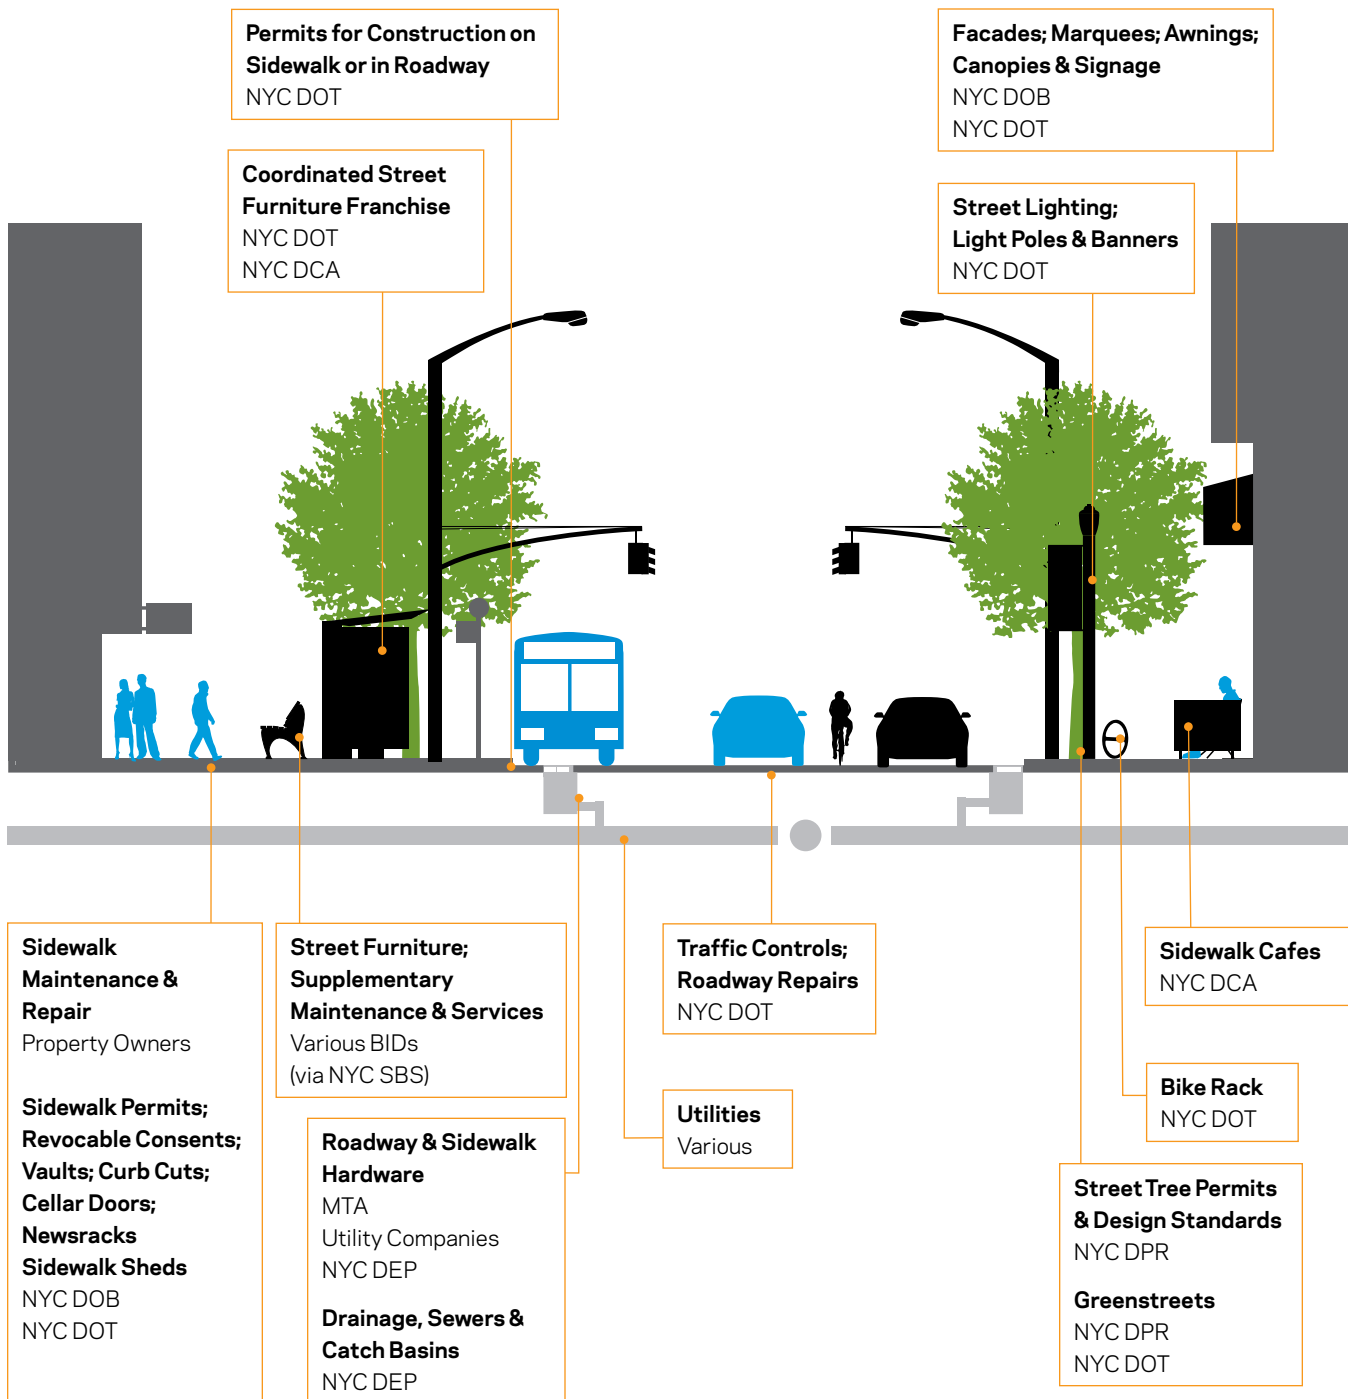 Permits for Construction on
Sidewalk or in Roadway
NYC DOT
Facades; Marquees; Awnings;
Canopies & Signage
NYC DOB
NYC DOT
Coordinated Street
Furniture Franchise
NYC DOT
NYC DCA
Street Lighting;
Light Poles & Banners
NYC DOT
Sidewalk
Maintenance &
Repair
Property Owners
Sidewalk Permits;
Revocable Consents;
Vaults; Curb Cuts;
Cellar Doors;
Newsracks
Sidewalk Sheds
NYC DOB
NYC DOT
Street Furniture;
Supplementary
Maintenance & Services
Various BIDs
(via NYC SBS)
Roadway & Sidewalk
Hardware
MTA
Utility Companies
NYC DEP
Drainage, Sewers &
Catch Basins
NYC DEP
Traffic Controls;
Roadway Repairs
NYC DOT
Utilities
Various
Sidewalk Cafes
NYC DCA
Bike Rack
NYC DOT
Street Tree Permits
& Design Standards
NYC DPR
Greenstreets
NYC DPR
NYC DOT